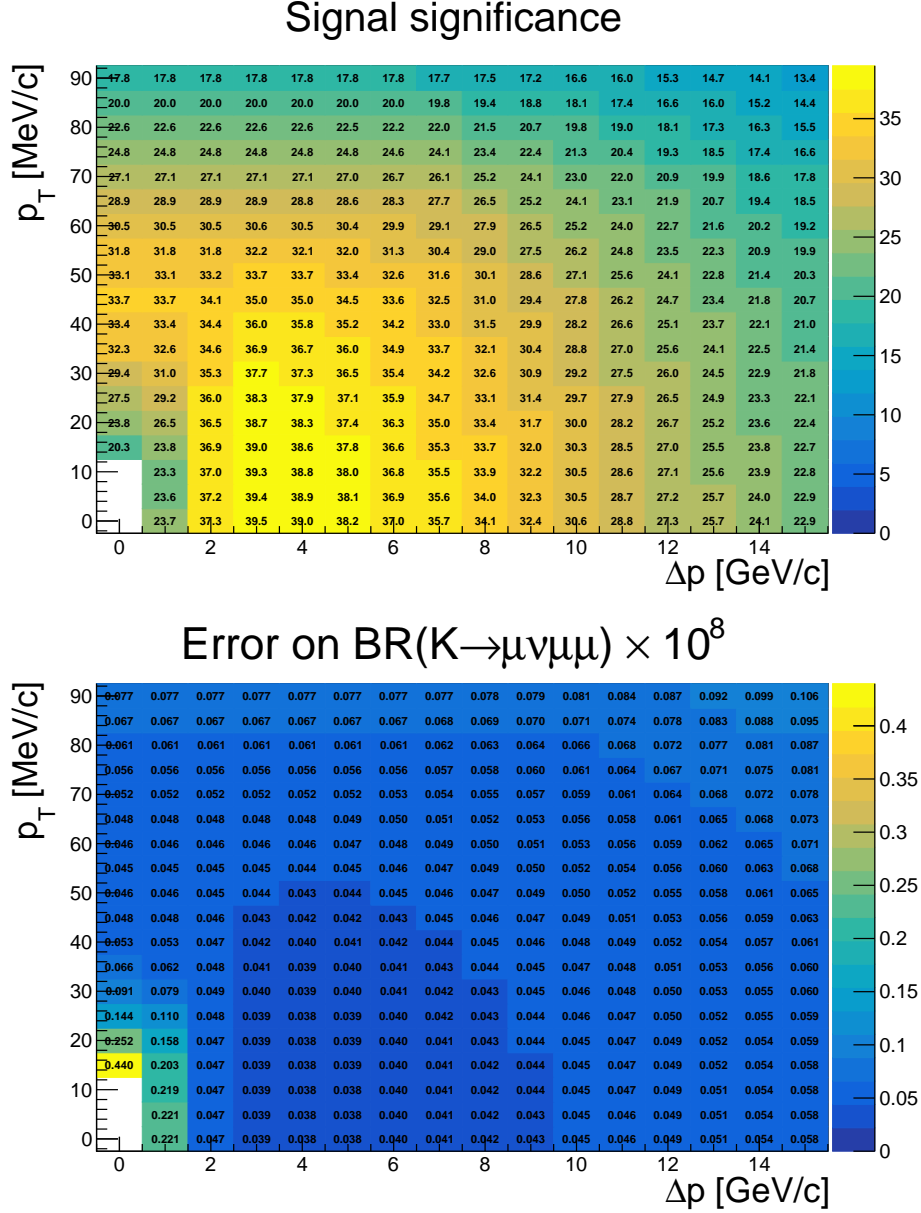 Signal significance
p_T [MeV/c]
90 17.8 17.8 17.8 17.8 17.8 17.8 17.8 17.7 17.5 17.2 16.6 16.0 15.3 14.7 14.1 13.4
20.0 20.0 20.0 20.0 20.0 20.0 20.0 19.8 19.4 18.8 18.1 17.4 16.6 16.0 15.2 14.4
80 22.6 22.6 22.6 22.6 22.6 22.5 22.2 22.0 21.5 20.7 19.8 19.0 18.1 17.3 16.3 15.5
24.8 24.8 24.8 24.8 24.8 24.8 24.6 24.1 23.4 22.4 21.3 20.4 19.3 18.5 17.4 16.6
70 27.1 27.1 27.1 27.1 27.1 27.0 26.7 26.1 25.2 24.1 23.0 22.0 20.9 19.9 18.6 17.8
28.9 28.9 28.9 28.9 28.8 28.6 28.3 27.7 26.5 25.2 24.1 23.1 21.9 20.7 19.4 18.5
60 30.5 30.5 30.5 30.6 30.5 30.4 29.9 29.1 27.9 26.5 25.2 24.0 22.7 21.6 20.2 19.2
31.8 31.8 31.8 32.2 32.1 32.0 31.3 30.4 29.0 27.5 26.2 24.8 23.5 22.3 20.9 19.9
50 33.1 33.1 33.2 33.7 33.7 33.4 32.6 31.6 30.1 28.6 27.1 25.6 24.1 22.8 21.4 20.3
33.7 33.7 34.1 35.0 35.0 34.5 33.6 32.5 31.0 29.4 27.8 26.2 24.7 23.4 21.8 20.7
40 33.4 33.4 34.4 36.0 35.8 35.2 34.2 33.0 31.5 29.9 28.2 26.6 25.1 23.7 22.1 21.0
32.3 32.6 34.6 36.9 36.7 36.0 34.9 33.7 32.1 30.4 28.8 27.0 25.6 24.1 22.5 21.4
30 29.4 31.0 35.3 37.7 37.3 36.5 35.4 34.2 32.6 30.9 29.2 27.5 26.0 24.5 22.9 21.8
27.5 29.2 36.0 38.3 37.9 37.1 35.9 34.7 33.1 31.4 29.7 27.9 26.5 24.9 23.3 22.1
20 23.8 26.5 36.5 38.7 38.3 37.4 36.3 35.0 33.4 31.7 30.0 28.2 26.7 25.2 23.6 22.4
20.3 23.8 36.9 39.0 38.6 37.8 36.6 35.3 33.7 32.0 30.3 28.5 27.0 25.5 23.8 22.7
10 23.3 37.0 39.3 38.8 38.0 36.8 35.5 33.9 32.2 30.5 28.6 27.1 25.6 23.9 22.8
23.6 37.2 39.4 38.9 38.1 36.9 35.6 34.0 32.3 30.5 28.7 27.2 25.7 24.0 22.9
0 23.7 37.3 39.5 39.0 38.2 37.0 35.7 34.1 32.4 30.6 28.8 27.3 25.7 24.1 22.9
0 2 4 6 8 10 12 14
Δp [GeV/c]
35
30
25
20
15
10
5
0
Error on BR(K→μνμμ) × 10^8
p_T [MeV/c]
90 0.077 0.077 0.077 0.077 0.077 0.077 0.077 0.077 0.078 0.079 0.081 0.084 0.087 0.092 0.099 0.106
0.067 0.067 0.067 0.067 0.067 0.067 0.067 0.068 0.069 0.070 0.071 0.074 0.078 0.083 0.088 0.095
80 0.061 0.061 0.061 0.061 0.061 0.061 0.061 0.062 0.063 0.064 0.066 0.068 0.072 0.077 0.081 0.087
0.056 0.056 0.056 0.056 0.056 0.056 0.056 0.057 0.058 0.060 0.061 0.064 0.067 0.071 0.075 0.081
70 0.052 0.052 0.052 0.052 0.052 0.052 0.053 0.054 0.055 0.057 0.059 0.061 0.064 0.068 0.072 0.078
0.048 0.048 0.048 0.048 0.048 0.049 0.050 0.051 0.052 0.053 0.056 0.058 0.061 0.065 0.068 0.073
60 0.046 0.046 0.046 0.046 0.046 0.047 0.048 0.049 0.050 0.051 0.053 0.056 0.059 0.062 0.065 0.071
0.045 0.045 0.045 0.045 0.044 0.045 0.046 0.047 0.049 0.050 0.052 0.054 0.056 0.060 0.063 0.068
50 0.046 0.046 0.045 0.044 0.043 0.044 0.045 0.046 0.047 0.049 0.050 0.052 0.055 0.058 0.061 0.065
0.048 0.048 0.046 0.043 0.042 0.042 0.043 0.045 0.046 0.047 0.049 0.051 0.053 0.056 0.059 0.063
40 0.053 0.053 0.047 0.042 0.040 0.041 0.042 0.044 0.045 0.046 0.048 0.049 0.052 0.054 0.057 0.061
0.066 0.062 0.048 0.041 0.039 0.040 0.041 0.043 0.044 0.045 0.047 0.048 0.051 0.053 0.056 0.060
30 0.091 0.079 0.049 0.040 0.039 0.040 0.041 0.042 0.043 0.045 0.046 0.048 0.050 0.053 0.055 0.060
0.144 0.110 0.048 0.039 0.038 0.039 0.040 0.042 0.043 0.044 0.046 0.047 0.050 0.052 0.055 0.059
20 0.252 0.158 0.047 0.039 0.038 0.039 0.040 0.041 0.043 0.044 0.045 0.047 0.049 0.052 0.054 0.059
0.440 0.203 0.047 0.039 0.038 0.039 0.040 0.041 0.042 0.044 0.045 0.047 0.049 0.052 0.054 0.058
10 0.219 0.047 0.039 0.038 0.038 0.040 0.041 0.042 0.044 0.045 0.047 0.049 0.051 0.054 0.058
0.221 0.047 0.039 0.038 0.038 0.040 0.041 0.042 0.043 0.045 0.046 0.049 0.051 0.054 0.058
0 0.221 0.047 0.039 0.038 0.038 0.040 0.041 0.042 0.043 0.045 0.046 0.049 0.051 0.054 0.058
0 2 4 6 8 10 12 14
Δp [GeV/c]
0.4
0.35
0.3
0.25
0.2
0.15
0.1
0.05
0